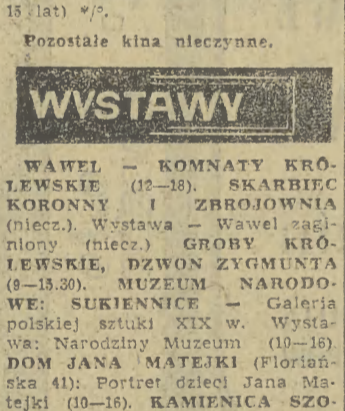 15 lat) */°.
Pozostałe kina nieczynne.
WYSTAWY
WAWEL — KOMNATY KRÓ-
LEWSKIE (12—18). SKARBIEC
KORONNY I ZBROJOWNIA
(niecz.). Wystawa — Wawel zagi-
niony (niecz.) GROBY KRÓ-
LEWSKIE, DZWON ZYGMUNTA
(9—15.30). MUZEUM NARODO-
WE: SUKIENNICE — Galeria
polskiej sztuki XIX w. Wysta-
wa: Narodziny Muzeum (10—16)
DOM JANA MATEJKI (Floriań-
ska 41): Portret dzieci Jana Ma-
tejki (10—16). KAMIENICA SZO-